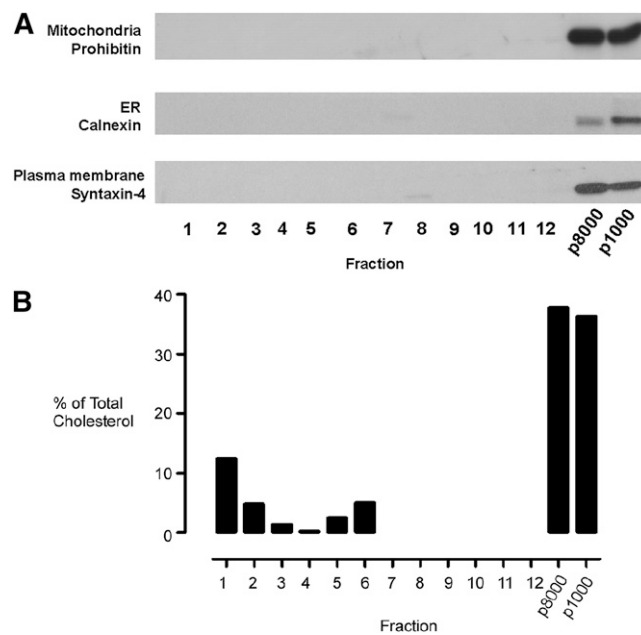 A
Mitochondria
Prohibitin
ER
Calnexin
Plasma membrane
Syntaxin-4
1 2 3 4 5 6 7 8 9 10 11 12 p8000 p1000
Fraction
B
40
30
20
10
0
% of Total
Cholesterol
1 2 3 4 5 6 7 8 9 10 11 12 p8000 p1000
Fraction